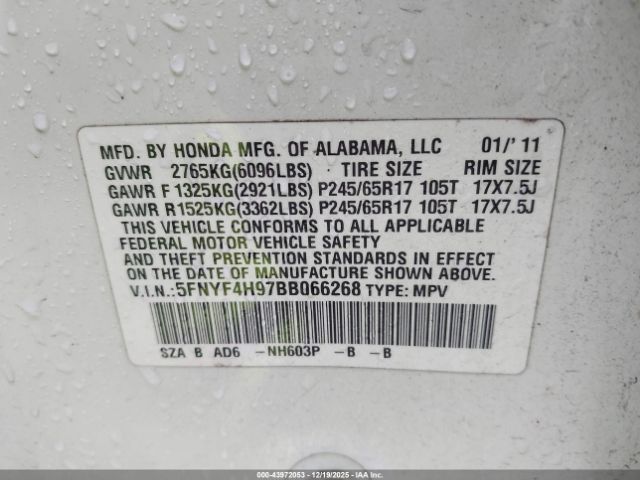 MFD. BY HONDA MFG. OF ALABAMA, LLC 01/'11
GVWR 2765KG(6096LBS) TIRE SIZE RIM SIZE
GAWR F 1325KG(2921LBS) P245/65R17 105T 17X7.5J
GAWR R1525KG(3362LBS) P245/65R17 105T 17X7.5J
THIS VEHICLE CONFORMS TO ALL APPLICABLE
FEDERAL MOTOR VEHICLE SAFETY
AND THEFT PREVENTION STANDARDS IN EFFECT
ON THE DATE OF MANUFACTURE SHOWN ABOVE.
V.I.N.:5FNYF4H97BB066268 TYPE: MPV
SZA B AD6 -NH603P -B -B
000-43972053 - 12/19/2025 - IAAI.COM